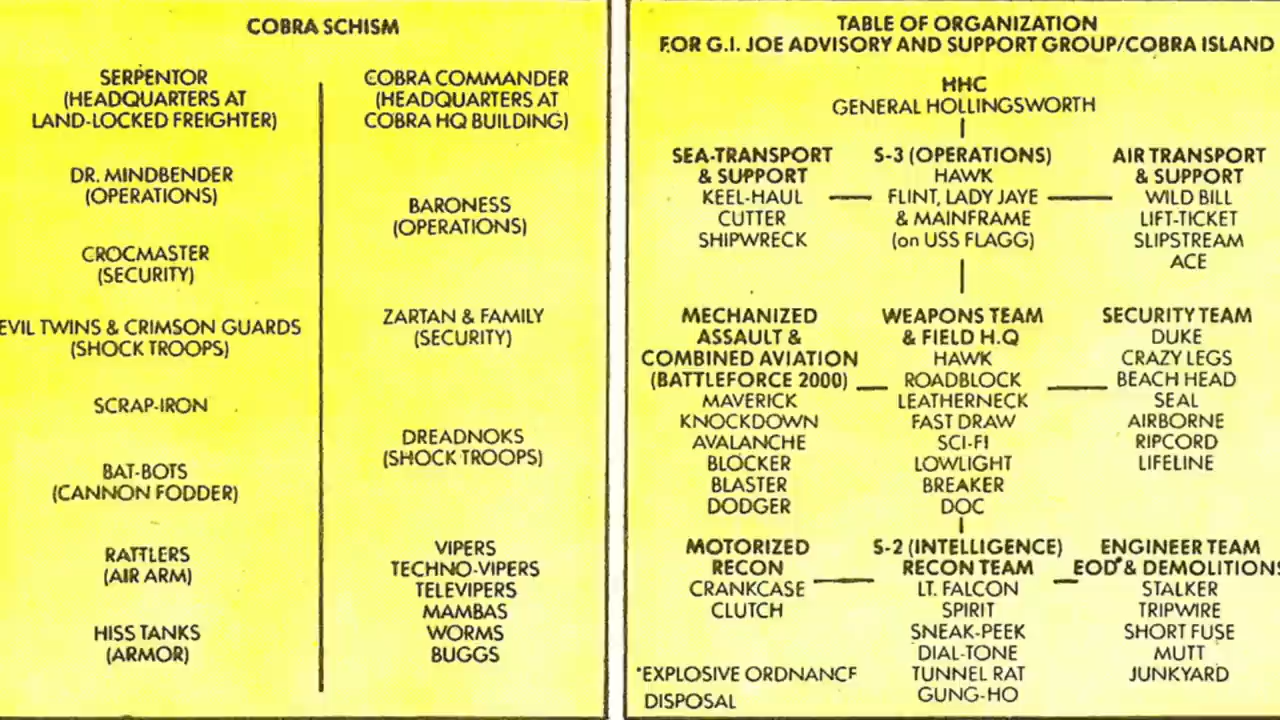 COBRA SCHISM
SERPENTOR
(HEADQUARTERS AT
LAND-LOCKED FREIGHTER)
DR. MINDBENDER
(OPERATIONS)
CROCMASTER
(SECURITY)
EVIL TWINS & CRIMSON GUARDS
(SHOCK TROOPS)
SCRAP-IRON
BAT-BOTS
(CANNON FODDER)
RATTLERS
(AIR ARM)
HISS TANKS
(ARMOR)
COBRA COMMANDER
(HEADQUARTERS AT
COBRA HQ BUILDING)
BARONESS
(OPERATIONS)
ZARTAN & FAMILY
(SECURITY)
DREADNOKS
(SHOCK TROOPS)
VIPERS
TECHNO-VIPERS
TELEVIPERS
MAMBAS
WORMS
BUGGS
TABLE OF ORGANIZATION
FOR G.I. JOE ADVISORY AND SUPPORT GROUP/COBRA ISLAND
HHC
GENERAL HOLLINGSWORTH
SEA-TRANSPORT
& SUPPORT
KEEL-HAUL
CUTTER
SHIPWRECK
S-3 (OPERATIONS)
HAWK
FLINT, LADY JAYE
& MAINFRAME
(on USS FLAGG)
AIR TRANSPORT
& SUPPORT
WILD BILL
LIFT-TICKET
SLIPSTREAM
ACE
MECHANIZED
ASSAULT &
COMBINED AVIATION
(BATTLEFORCE 2000)
MAVERICK
KNOCKDOWN
AVALANCHE
BLOCKER
BLASTER
DODGER
WEAPONS TEAM
& FIELD H.Q
HAWK
ROADBLOCK
LEATHERNECK
FAST DRAW
SCI-FI
LOWLIGHT
BREAKER
DOC
SECURITY TEAM
DUKE
CRAZY LEGS
BEACH HEAD
SEAL
AIRBORNE
RIPCORD
LIFELINE
MOTORIZED
RECON
CRANKCASE
CLUTCH
S-2 (INTELLIGENCE)
RECON TEAM
LT. FALCON
SPIRIT
SNEAK-PEEK
DIAL-TONE
TUNNEL RAT
GUNG-HO
ENGINEER TEAM
EOD* & DEMOLITIONS
STALKER
TRIPWIRE
SHORT FUSE
MUTT
JUNKYARD
*EXPLOSIVE ORDNANCE
DISPOSAL